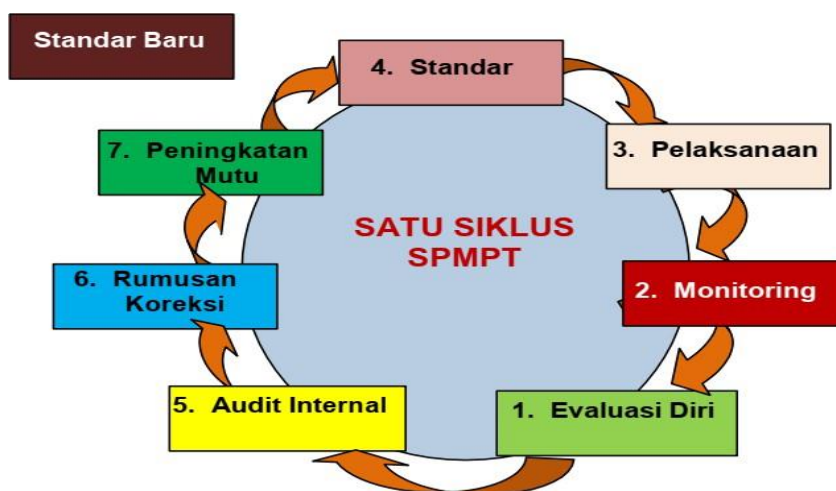 Standar Baru
4. Standar
7. Peningkatan
Mutu
3. Pelaksanaan
SATU SIKLUS
SPMPT
6. Rumusan
Koreksi
2. Monitoring
5. Audit Internal
1. Evaluasi Diri